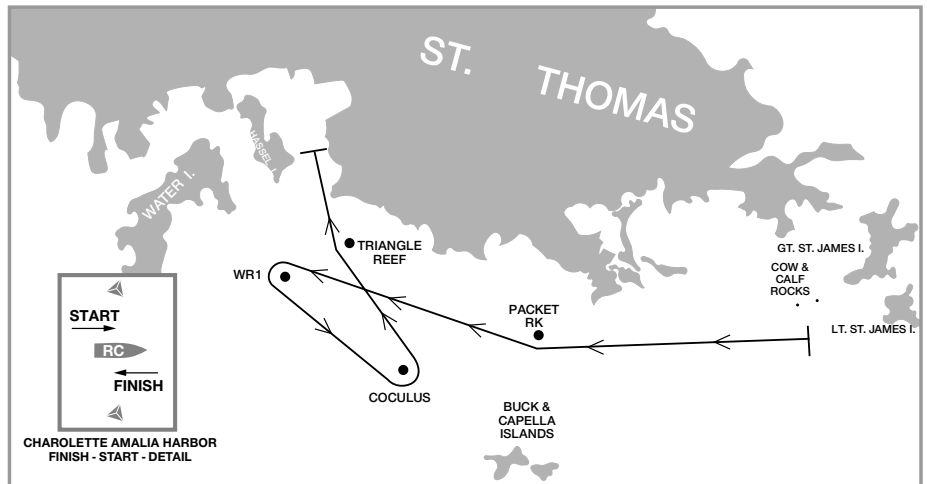 ST. THOMAS
HASSEL I.
WATER I.
TRIANGLE
REEF
WR1
GT. ST. JAMES I.
COW &
CALF
ROCKS
PACKET
RK
LT. ST. JAMES I.
START
RC
FINISH
COCULUS
BUCK &
CAPELLA
ISLANDS
CHAROLETTE AMALIA HARBOR
FINISH - START - DETAIL